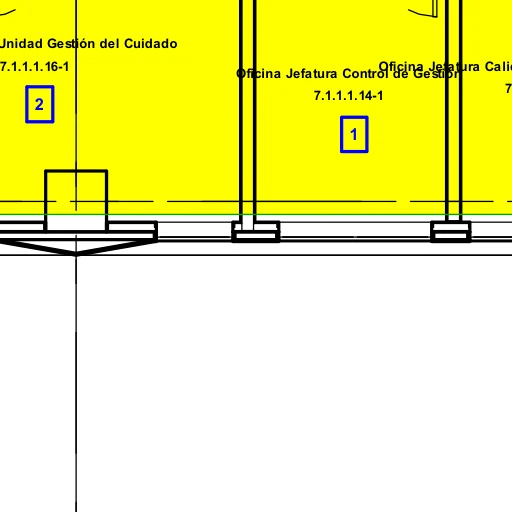 Unidad Gestión del Cuidado
7.1.1.1.16-1
2
Oficina Jefatura Control de Gestión
7.1.1.1.14-1
1
Oficina Jefatura Cali
7